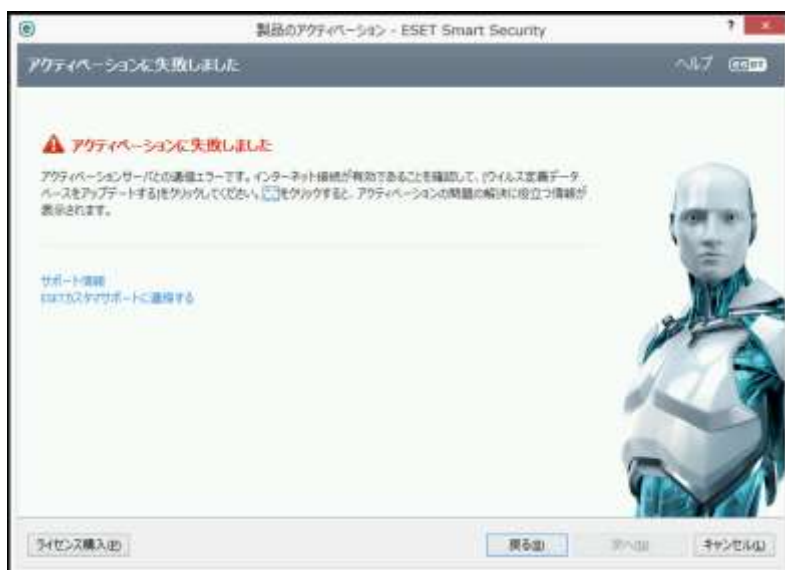 製品のアクティベーション - ESET Smart Security
?
アクティベーションに失敗しました
ヘルプ
eset
アクティベーションに失敗しました
アクティベーションサーバとの通信エラーです。インターネット接続が有効であることを確認して、[ウイルス定義データ
ベースをアップデートする]をクリックしてください。ここをクリックすると、アクティベーションの問題の解決に役立つ情報が
表示されます。
サポート情報
ESETカスタマサポートに連絡する
ライセンス購入(P)
戻る(B)
次へ(N)
キャンセル(C)